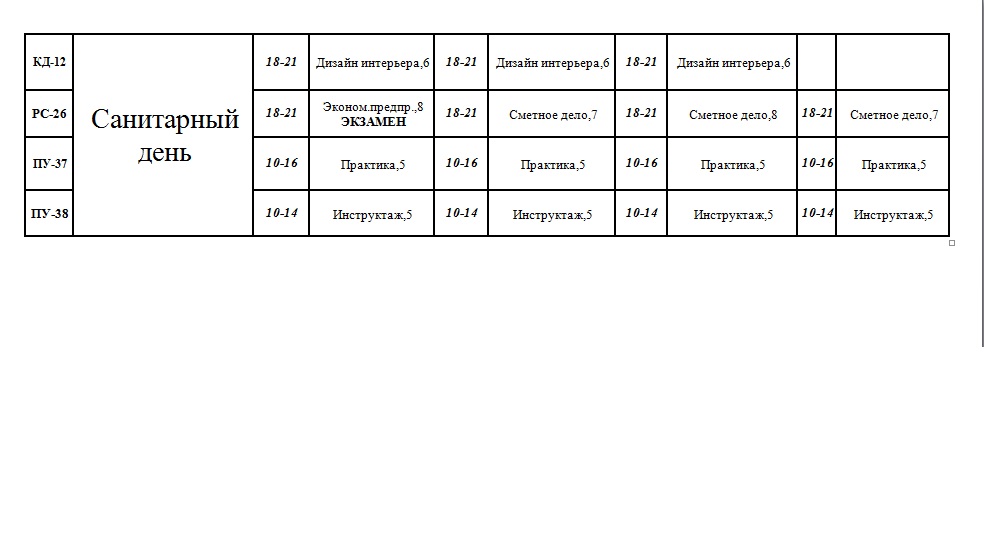 КД-12
Санитарный
день
18-21
Дизайн интерьера,6
18-21
Дизайн интерьера,6
18-21
Дизайн интерьера,6
РС-26
18-21
Эконом.предпр.,8
ЭКЗАМЕН
18-21
Сметное дело,7
18-21
Сметное дело,8
18-21
Сметное дело,7
ПУ-37
10-16
Практика,5
10-16
Практика,5
10-16
Практика,5
10-16
Практика,5
ПУ-38
10-14
Инструктаж,5
10-14
Инструктаж,5
10-14
Инструктаж,5
10-14
Инструктаж,5